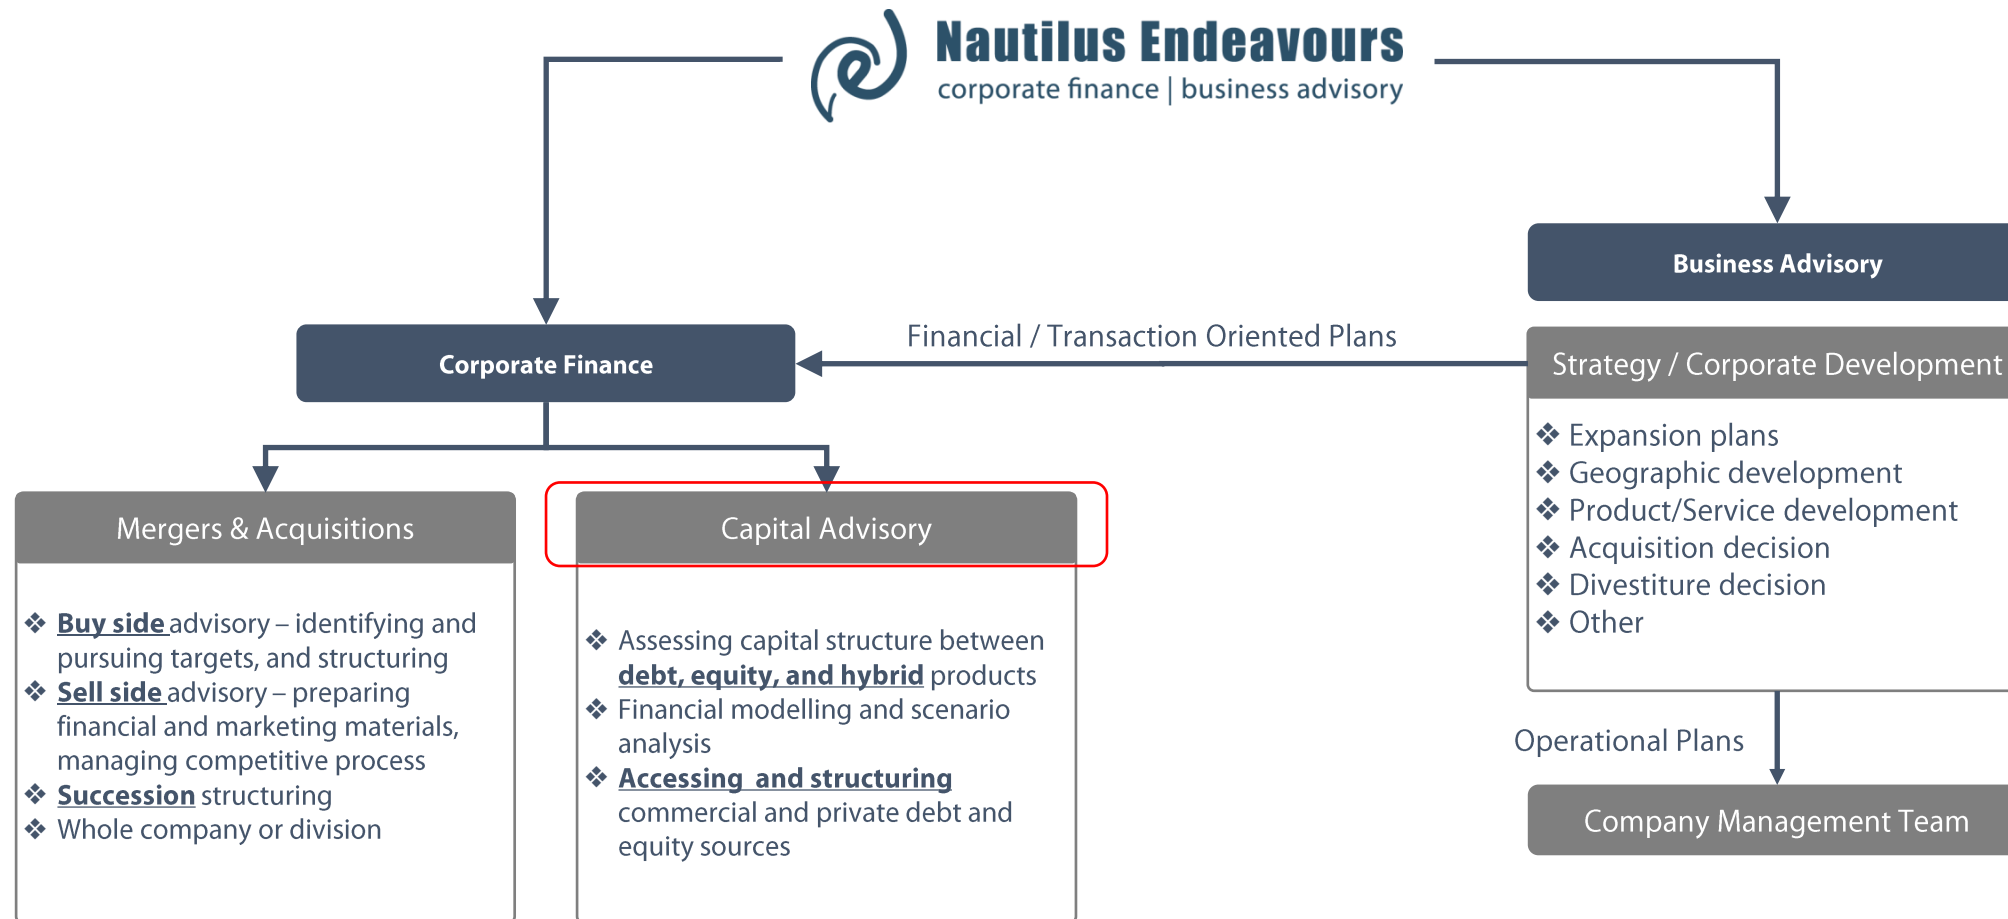 Nautilus Endeavours
corporate finance | business advisory
Business Advisory
Corporate Finance
Financial / Transaction Oriented Plans
Strategy / Corporate Development
❖ Expansion plans
❖ Geographic development
❖ Product/Service development
❖ Acquisition decision
❖ Divestiture decision
❖ Other
Mergers & Acquisitions
❖ Buy side advisory – identifying and
pursuing targets, and structuring
❖ Sell side advisory – preparing
financial and marketing materials,
managing competitive process
❖ Succession structuring
❖ Whole company or division
Capital Advisory
❖ Assessing capital structure between
debt, equity, and hybrid products
❖ Financial modelling and scenario
analysis
❖ Accessing and structuring
commercial and private debt and
equity sources
Operational Plans
Company Management Team